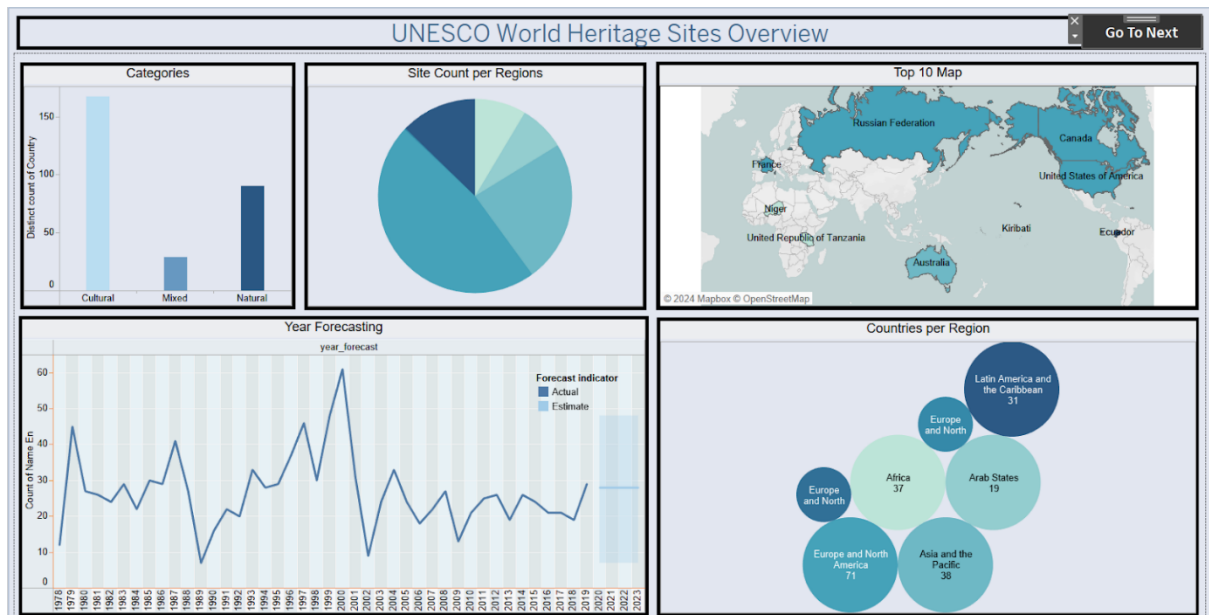 UNESCO World Heritage Sites Overview
Go To Next
Categories
Distinct count of Country
150
100
50
0
Cultural
Mixed
Natural
Site Count per Regions
Top 10 Map
Russian Federation
Canada
France
United States of America
Niger
Kiribati
Ecuador
United Republic of Tanzania
Australia
© 2024 Mapbox © OpenStreetMap
Year Forecasting
year_forecast
Count of Name En
60
50
40
30
20
10
0
Forecast indicator
Actual
Estimate
1978
1979
1980
1981
1982
1983
1984
1985
1986
1987
1988
1989
1990
1991
1992
1993
1994
1995
1996
1997
1998
1999
2000
2001
2002
2003
2004
2005
2006
2007
2008
2009
2010
2011
2012
2013
2014
2015
2016
2017
2018
2019
2020
2021
2022
2023
Countries per Region
Latin America and
the Caribbean
31
Europe
and North
Africa
37
Arab States
19
Europe
and North
Europe and North
America
71
Asia and the
Pacific
38